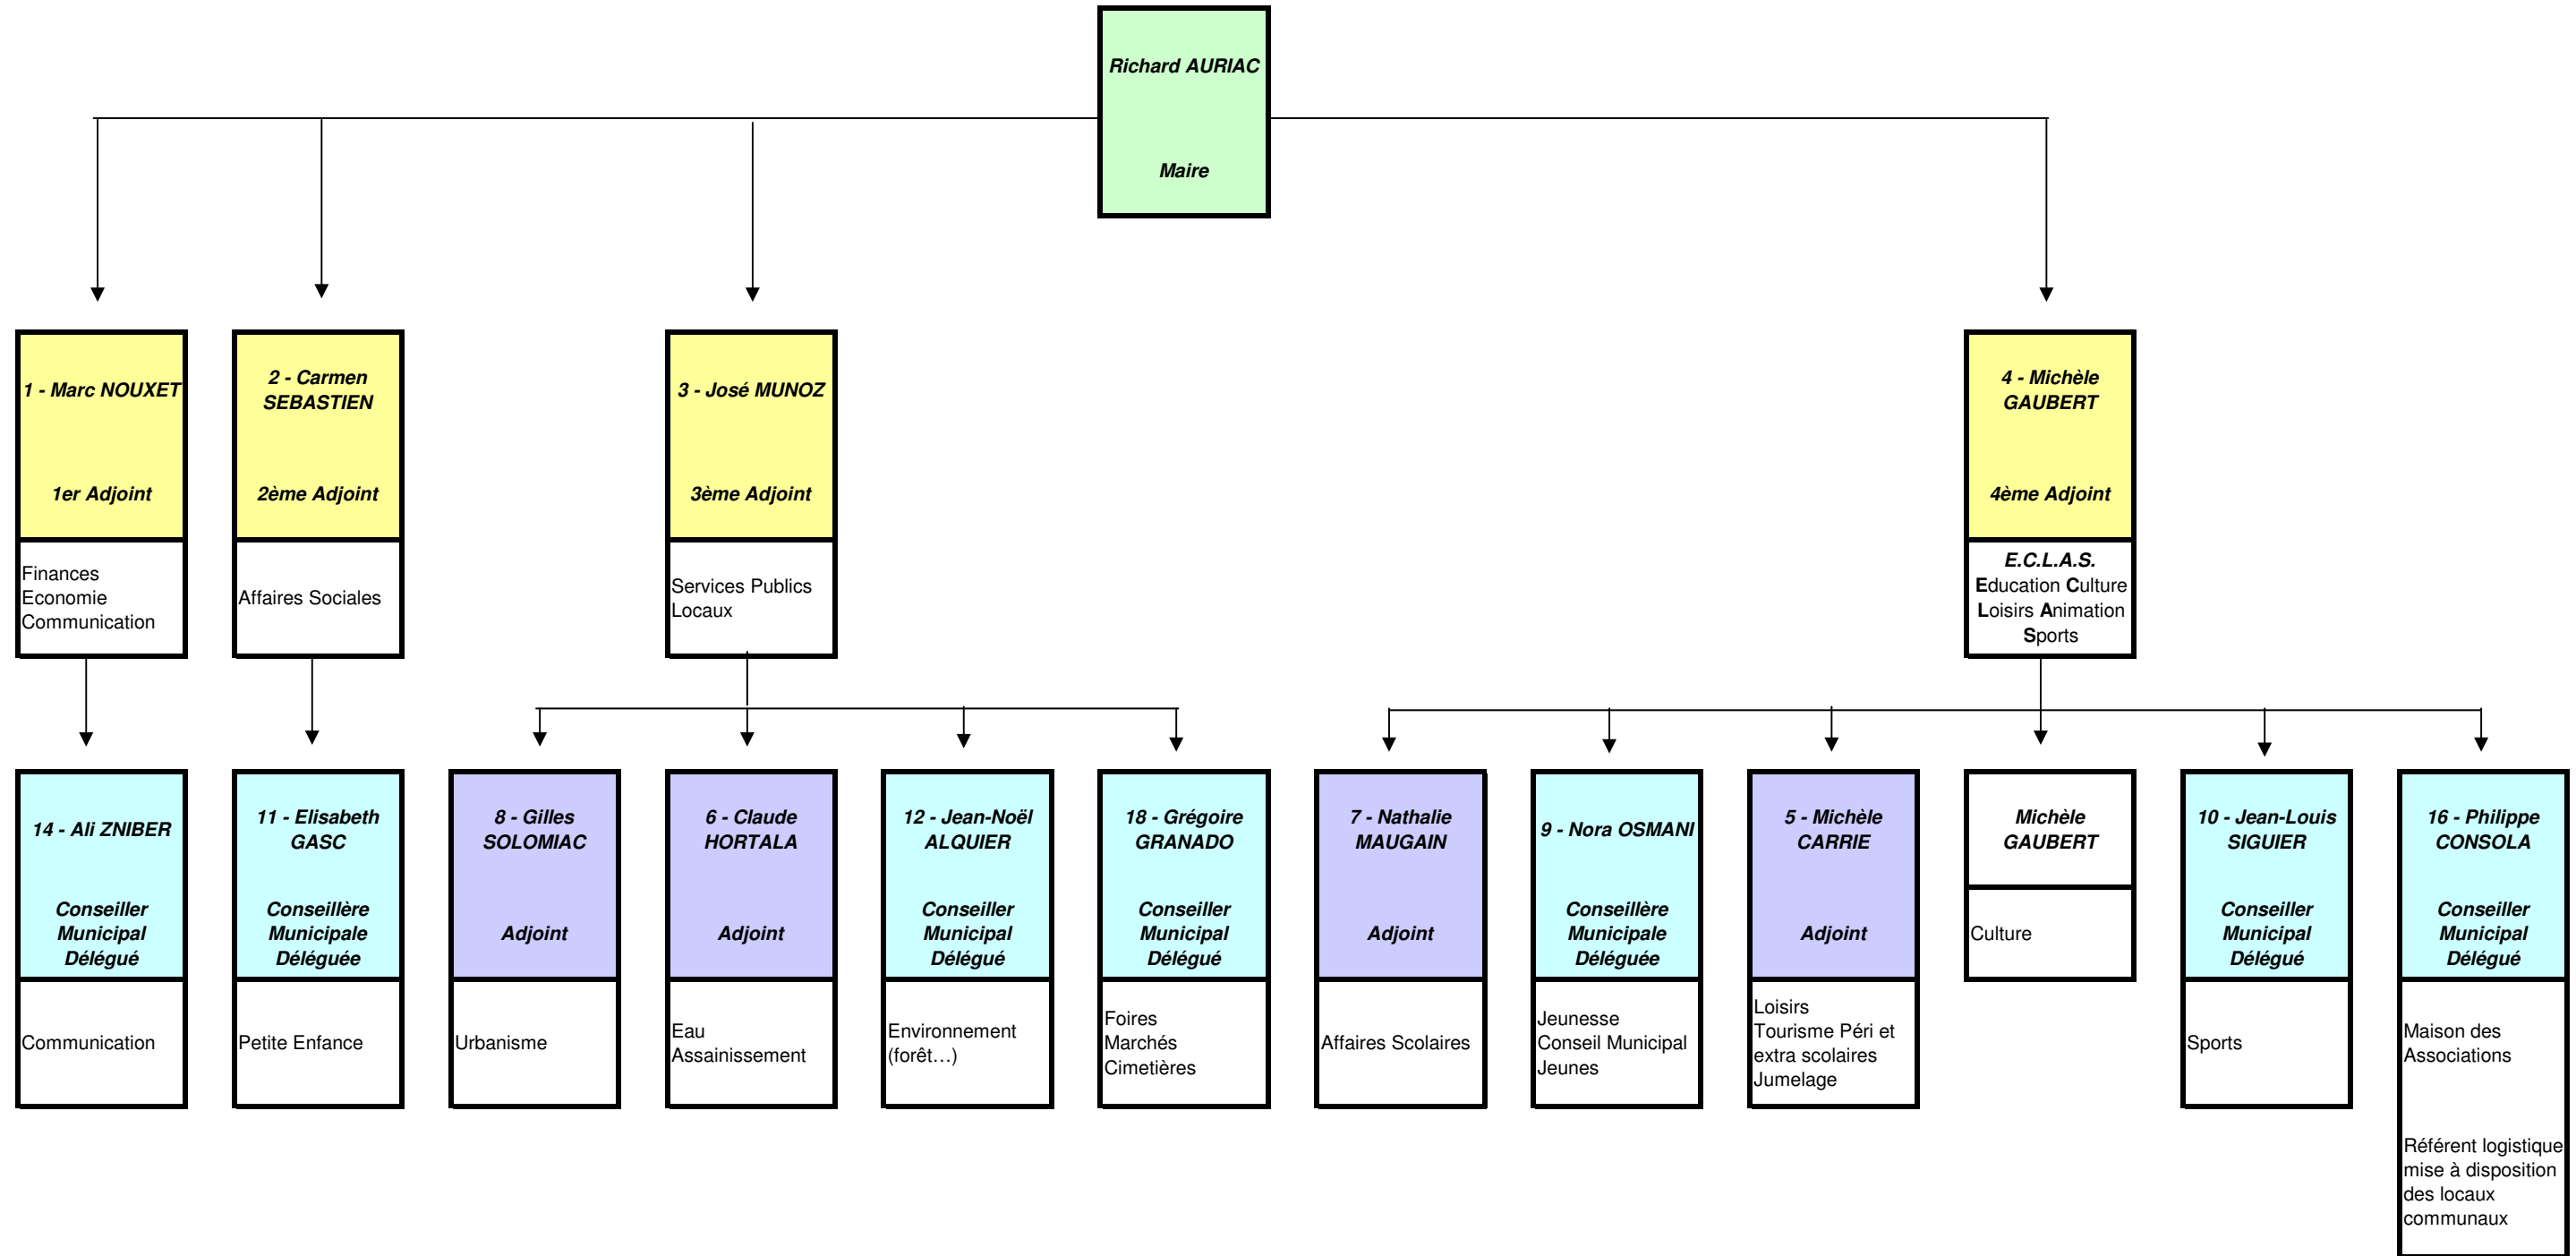 Richard AURIAC
Maire
1 - Marc NOUXET
1er Adjoint
Finances
Economie
Communication
2 - Carmen
SEBASTIEN
2ème Adjoint
Affaires Sociales
3 - José MUNOZ
3ème Adjoint
Services Publics
Locaux
4 - Michèle
GAUBERT
4ème Adjoint
E.C.L.A.S.
Education Culture
Loisirs Animation
Sports
14 - Ali ZNIBER
Conseiller
Municipal
Délégué
Communication
11 - Elisabeth
GASC
Conseillère
Municipale
Déléguée
Petite Enfance
8 - Gilles
SOLOMIAC
Adjoint
Urbanisme
6 - Claude
HORTALA
Adjoint
Eau
Assainissement
12 - Jean-Noël
ALQUIER
Conseiller
Municipal
Délégué
Environnement
(forêt…)
18 - Grégoire
GRANADO
Conseiller
Municipal
Délégué
Foires
Marchés
Cimetières
7 - Nathalie
MAUGAIN
Adjoint
Affaires Scolaires
9 - Nora OSMANI
Conseillère
Municipale
Déléguée
Jeunesse
Conseil Municipal
Jeunes
5 - Michèle
CARRIE
Adjoint
Loisirs
Tourisme Péri et
extra scolaires
Jumelage
Michèle
GAUBERT
Culture
10 - Jean-Louis
SIGUIER
Conseiller
Municipal
Délégué
Sports
16 - Philippe
CONSOLA
Conseiller
Municipal
Délégué
Maison des
Associations
Référent logistique
mise à disposition
des locaux
communaux